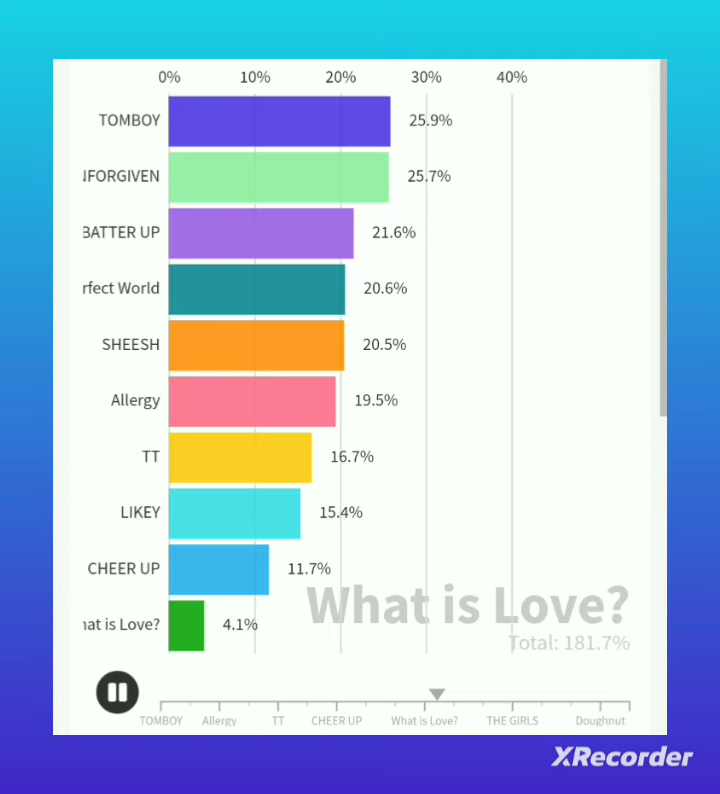 0% 10% 20% 30% 40%
TOMBOY 25.9%
IFORGIVEN 25.7%
BATTER UP 21.6%
rfect World 20.6%
SHEESH 20.5%
Allergy 19.5%
TT 16.7%
LIKEY 15.4%
CHEER UP 11.7%
What is Love?
at is Love? 4.1%
Total: 181.7%
TOMBOY Allergy TT CHEER UP What is Love? THE GIRLS Doughnut
XRecorder